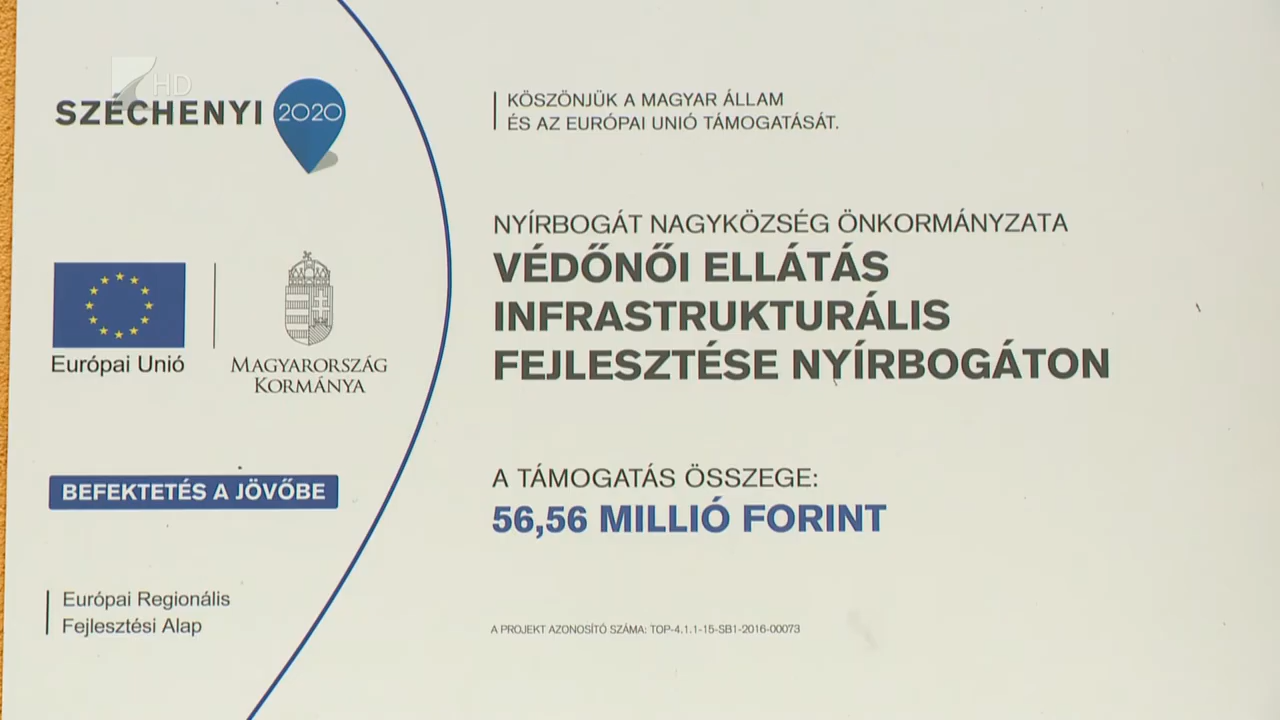 HD
SZÉCHENYI 2020
KÖSZÖNJÜK A MAGYAR ÁLLAM
ÉS AZ EURÓPAI UNIÓ TÁMOGATÁSÁT.
NYÍRBOGÁT NAGYKÖZSÉG ÖNKORMÁNYZATA
VÉDŐNŐI ELLÁTÁS
INFRASTRUKTURÁLIS
FEJLESZTÉSE NYÍRBOGÁTON
Európai Unió
MAGYARORSZÁG
KORMÁNYA
A TÁMOGATÁS ÖSSZEGE:
56,56 MILLIÓ FORINT
BEFEKTETÉS A JÖVŐBE
Európai Regionális
Fejlesztési Alap
A PROJEKT AZONOSÍTÓ SZÁMA: TOP-4.1.1-15-SB1-2016-00073